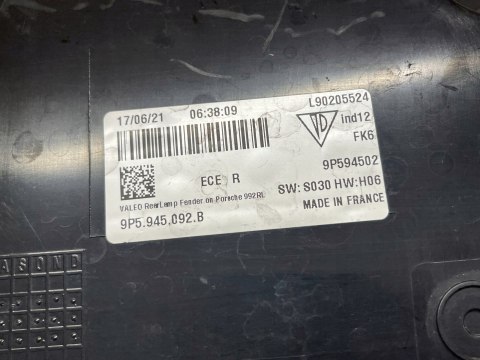 17/06/21 06:38:09 L90205524
VD ind12
FK6
ECE R 9P594502
SW: S030 HW:H06
VALEO RearLamp Fender on Porsche 992RL
9P5.945.092.B MADE IN FRANCE
A S O N D